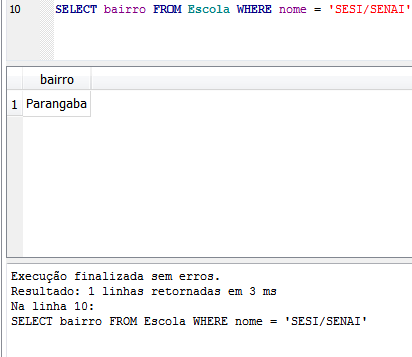 10 SELECT bairro FROM Escola WHERE nome = 'SESI/SENAI'
bairro
1 Parangaba
Execução finalizada sem erros.
Resultado: 1 linhas retornadas em 3 ms
Na linha 10:
SELECT bairro FROM Escola WHERE nome = 'SESI/SENAI'